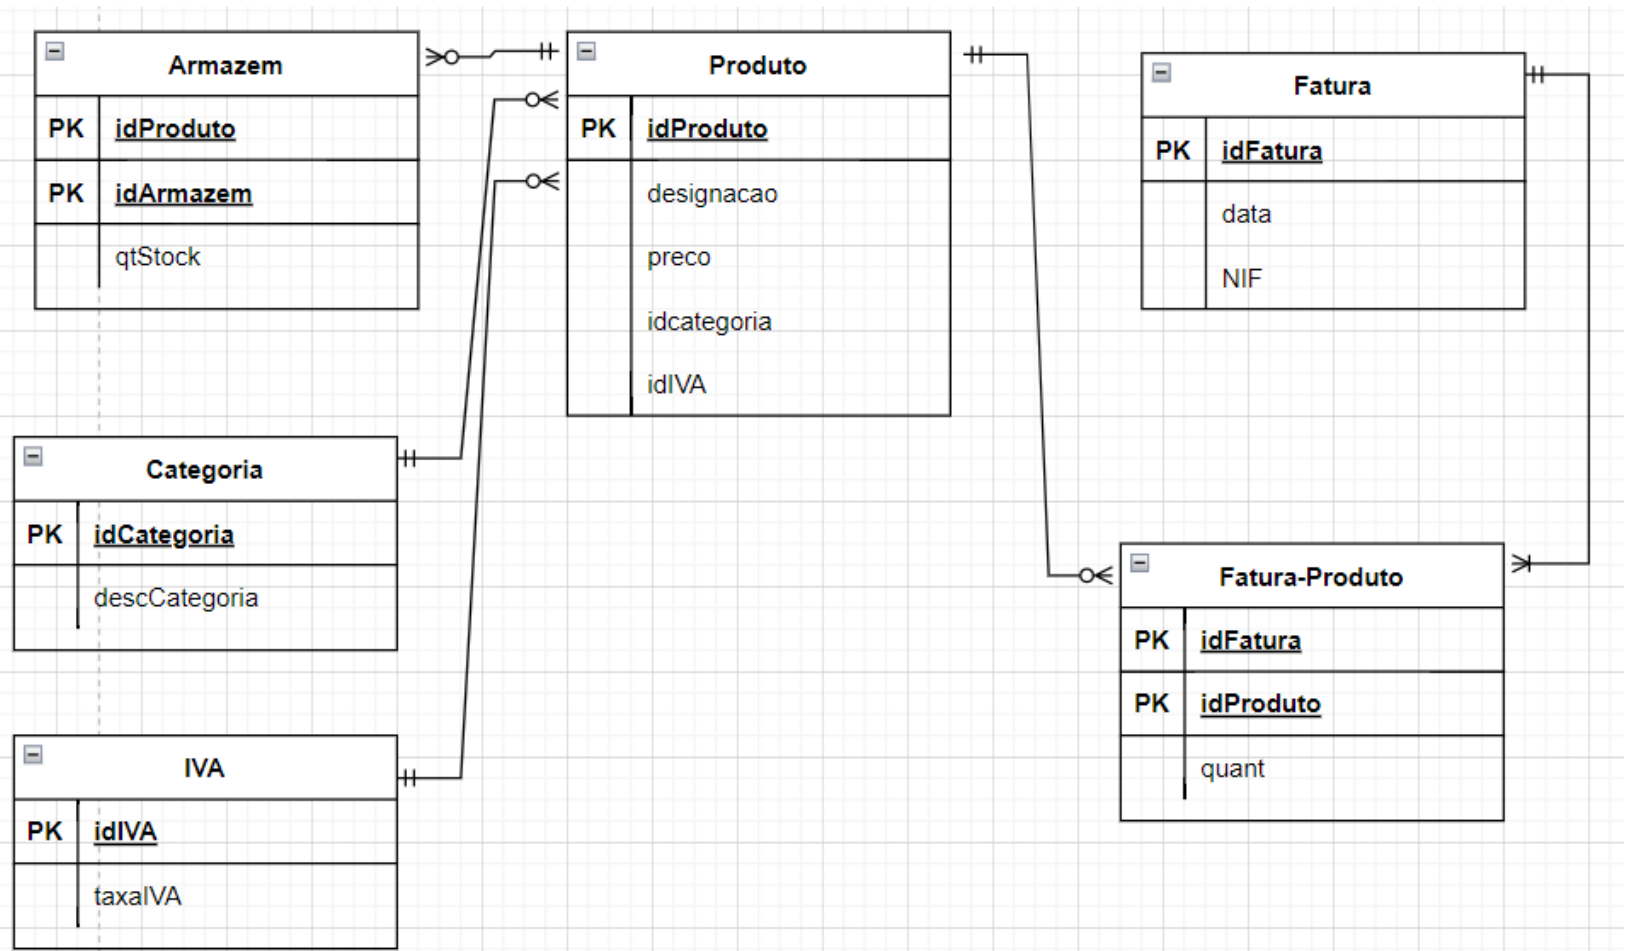 Armazem
PK idProduto
PK idArmazem
qtStock
Produto
PK idProduto
designacao
preco
idcategoria
idIVA
Fatura
PK idFatura
data
NIF
Categoria
PK idCategoria
descCategoria
IVA
PK idIVA
taxaIVA
Fatura-Produto
PK idFatura
PK idProduto
quant